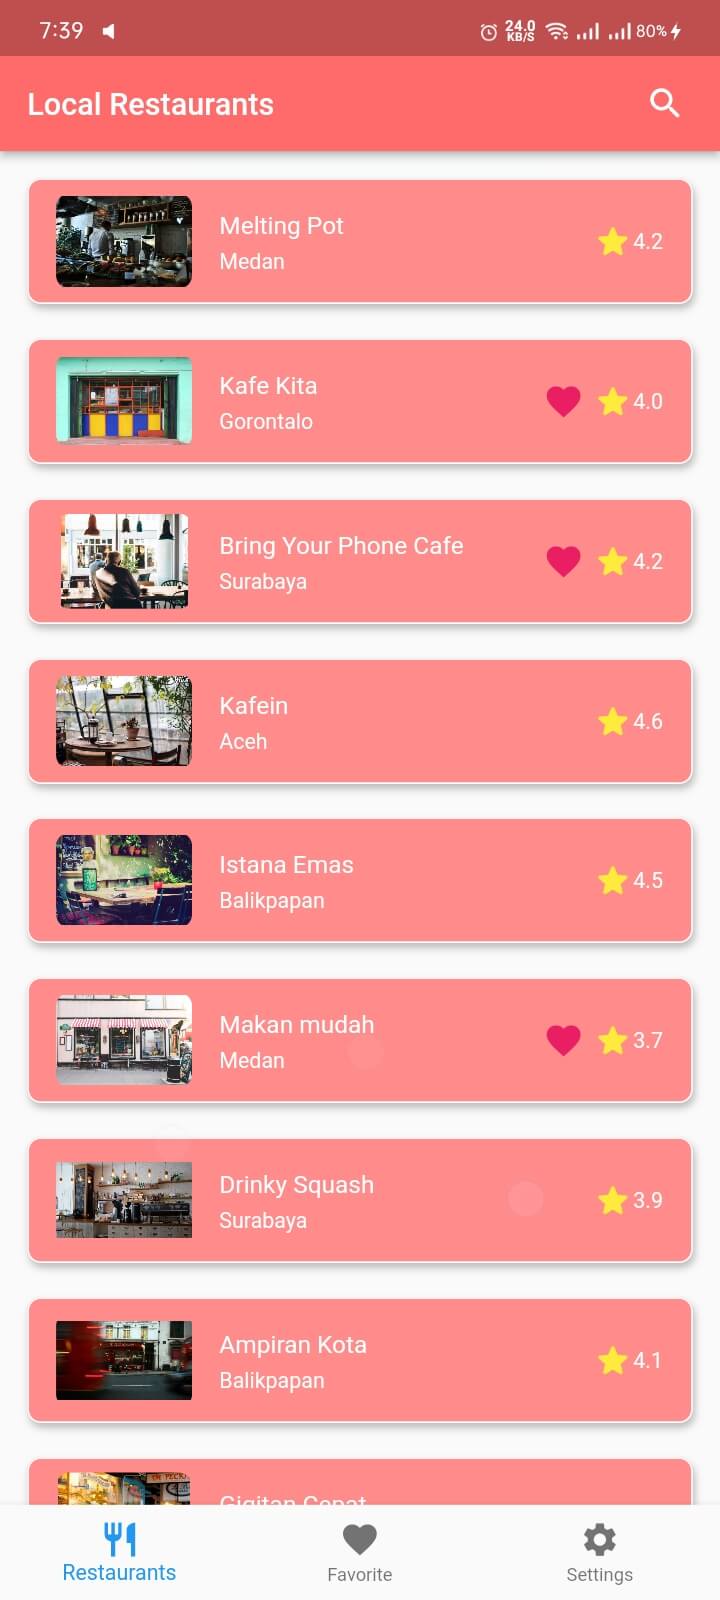 7:39 24.0 KB/S 80%
Local Restaurants
Melting Pot
Medan
4.2
Kafe Kita
Gorontalo
4.0
Bring Your Phone Cafe
Surabaya
4.2
Kafein
Aceh
4.6
Istana Emas
Balikpapan
4.5
Makan mudah
Medan
3.7
Drinky Squash
Surabaya
3.9
Ampiran Kota
Balikpapan
4.1
Gigitan Cepat
Restaurants Favorite Settings